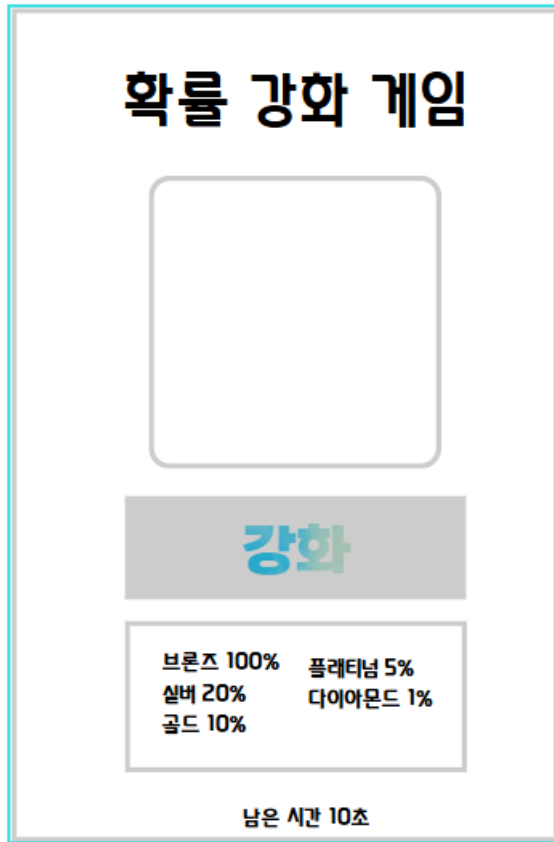 확률 강화 게임
강화
브론즈 100%
실버 20%
골드 10%
플래티넘 5%
다이아몬드 1%
남은 시간 10초